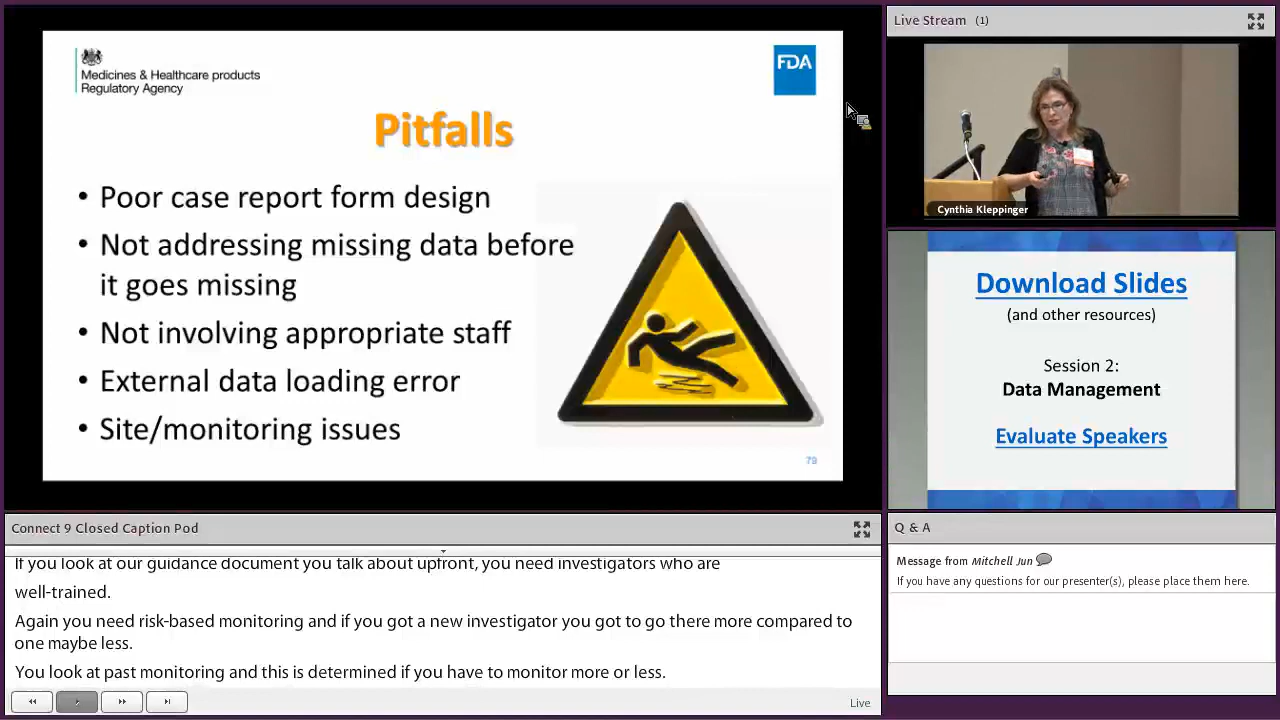 Medicines & Healthcare products
Regulatory Agency
FDA
Pitfalls
• Poor case report form design
• Not addressing missing data before
it goes missing
• Not involving appropriate staff
• External data loading error
• Site/monitoring issues
79
Live Stream (1)
Cynthia Kleppinger
Download Slides
(and other resources)
Session 2:
Data Management
Evaluate Speakers
Connect 9 Closed Caption Pod
If you look at our guidance document you talk about upfront, you need investigators who are
well-trained.
Again you need risk-based monitoring and if you got a new investigator you got to go there more compared to
one maybe less.
You look at past monitoring and this is determined if you have to monitor more or less.
Live
Q & A
Message from Mitchell Jun
If you have any questions for our presenter(s), please place them here.